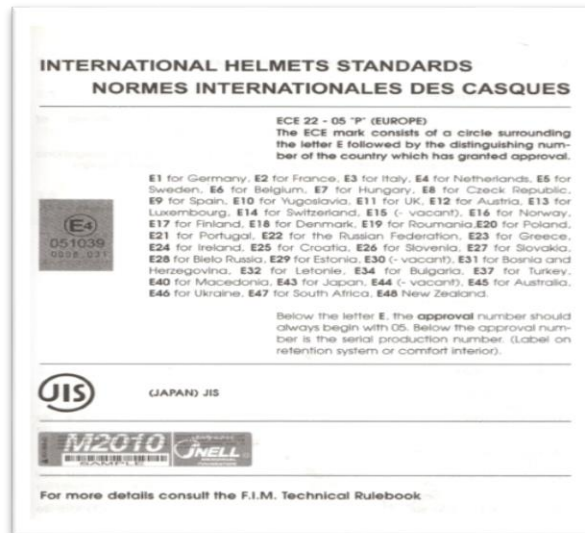 INTERNATIONAL HELMETS STANDARDS
NORMES INTERNATIONALES DES CASQUES
ECE 22 - 05 "P" (EUROPE)
The ECE mark consists of a circle surrounding
the letter E followed by the distinguishing num-
ber of the country which has granted approval.
E1 for Germany, E2 for France, E3 for Italy, E4 for Netherlands, E5 for
Sweden, E6 for Belgium, E7 for Hungary, E8 for Czeck Republic,
E9 for Spain, E10 for Yugoslavia, E11 for UK, E12 for Austria, E13 for
Luxembourg, E14 for Switzerland, E15 (- vacant), E16 for Norway,
E17 for Finland, E18 for Denmark, E19 for Roumania,E20 for Poland,
E21 for Portugal, E22 for the Russian Federation, E23 for Greece,
E24 for Ireland, E25 for Croatia, E26 for Slovenia, E27 for Slovakia,
E28 for Bielo Russia, E29 for Estonia, E30 (- vacant), E31 for Bosnia and
Herzegovina, E32 for Letonie, E34 for Bulgaria, E37 for Turkey,
E40 for Macedonia, E43 for Japan, E44 (- vacant), E45 for Australia,
E46 for Ukraine, E47 for South Africa, E48 New Zealand.
E4
051039
Below the letter E, the approval number should
always begin with 05. Below the approval num-
ber is the serial production number. (Label on
retention system or comfort interior).
JIS
(JAPAN) JIS
M2010
SAMPLE
SNELL
For more details consult the F.I.M. Technical Rulebook